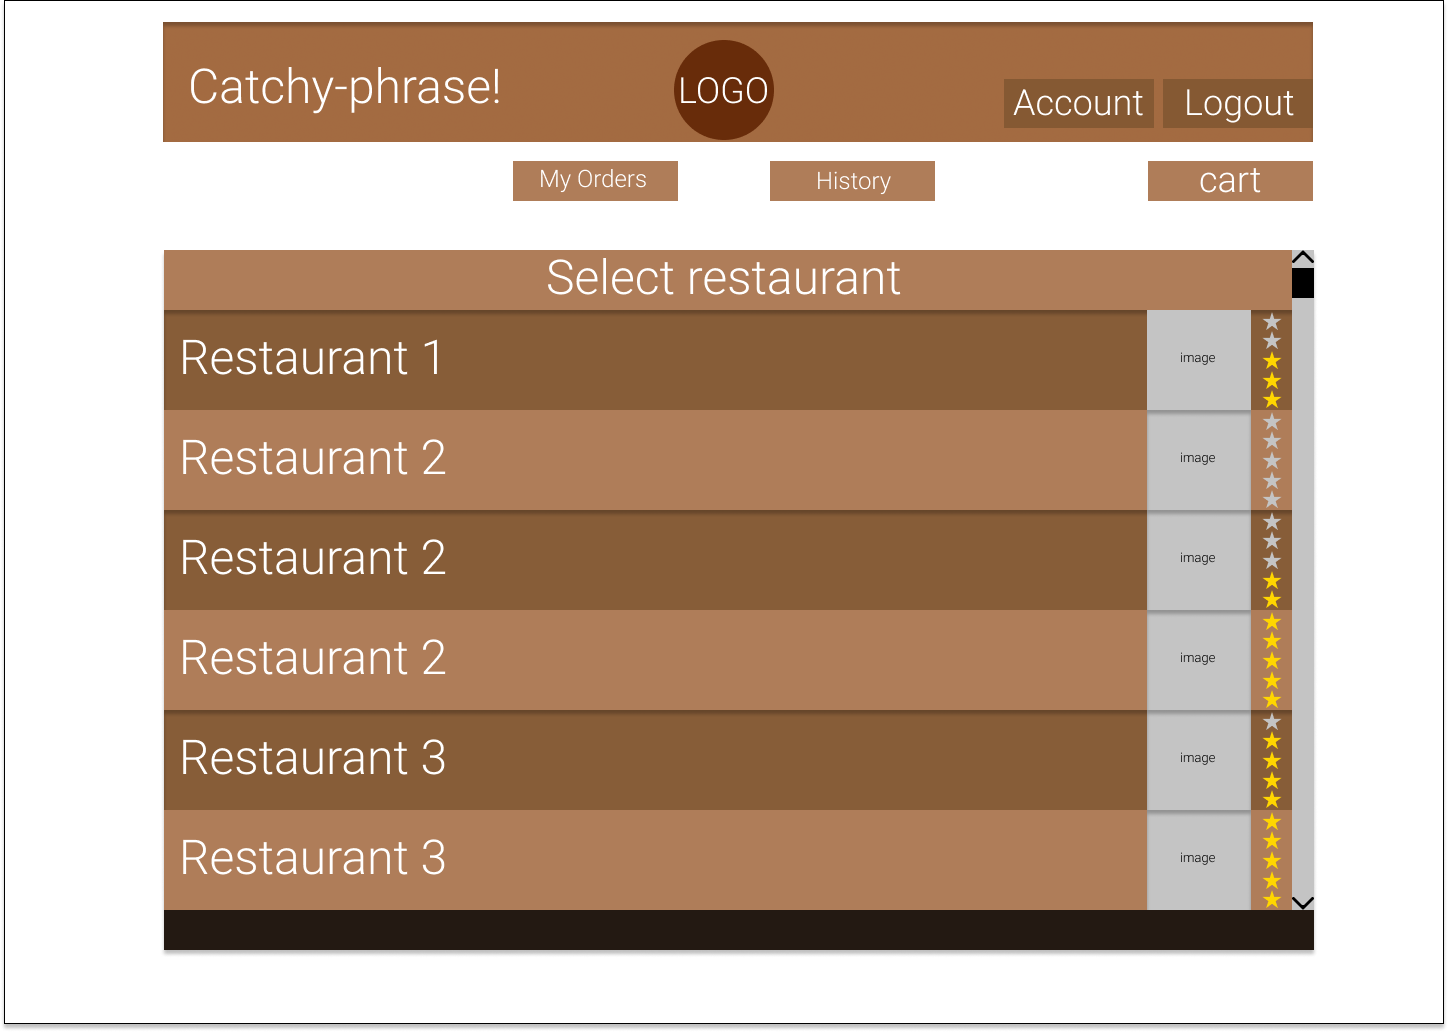 Catchy-phrase!
LOGO
Account
Logout
My Orders
History
cart
Select restaurant
Restaurant 1
image
Restaurant 2
image
Restaurant 2
image
Restaurant 2
image
Restaurant 3
image
Restaurant 3
image